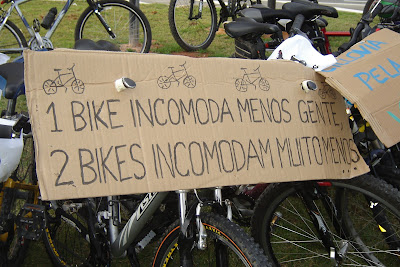 1 BIKE INCOMODA MENOS GENTE,
2 BIKES INCOMODAM MUITO MENOS
PELA